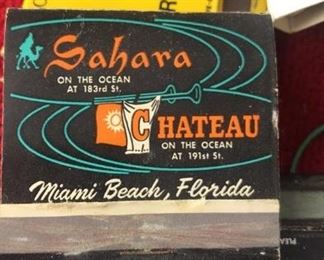 Sahara
ON THE OCEAN
AT 183rd St.
CHATEAU
ON THE OCEAN
AT 191st St.
Miami Beach, Florida